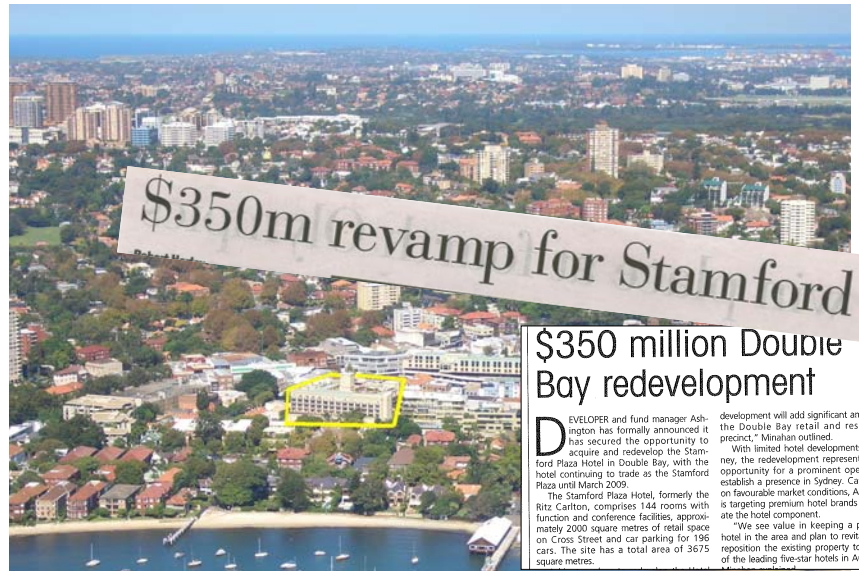 $350m revamp for Stamford
$350 million Double
Bay redevelopment
DEVELOPER and fund manager Ash-
ington has formally announced it
has secured the opportunity to
acquire and redevelop the Stam-
ford Plaza Hotel in Double Bay, with the
hotel continuing to trade as the Stamford
Plaza until March 2009.
The Stamford Plaza Hotel, formerly the
Ritz Carlton, comprises 144 rooms with
function and conference facilities, approxi-
mately 2000 square metres of retail space
on Cross Street and car parking for 196
cars. The site has a total area of 3675
square metres.
development will add significant
the Double Bay retail and res
precinct," Minahan outlined.
With limited hotel developments
ney, the redevelopment represent
opportunity for a prominent ope
establish a presence in Sydney. Ca
on favourable market conditions, A
is targeting premium hotel brands
ate the hotel component.
"We see value in keeping a p
hotel in the area and plan to revit
reposition the existing property to
of the leading five-star hotels in Au